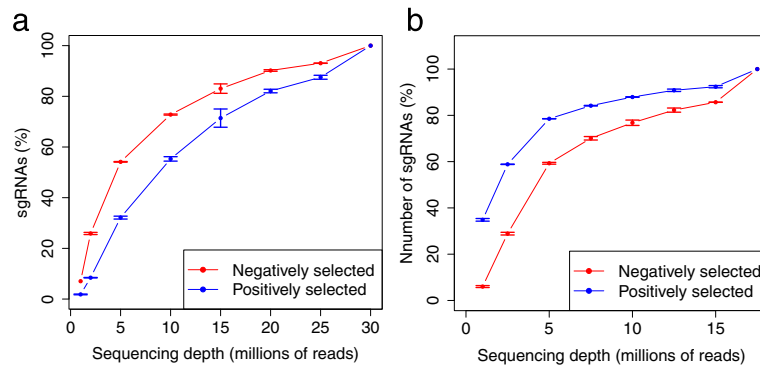 a
100
80
60
40
20
0
sgRNAs (%)
Negatively selected
Positively selected
0 5 10 15 20 25 30
Sequencing depth (millions of reads)
b
100
80
60
40
20
0
Nnumber of sgRNAs (%)
Negatively selected
Positively selected
0 5 10 15
Sequencing depth (millions of reads)